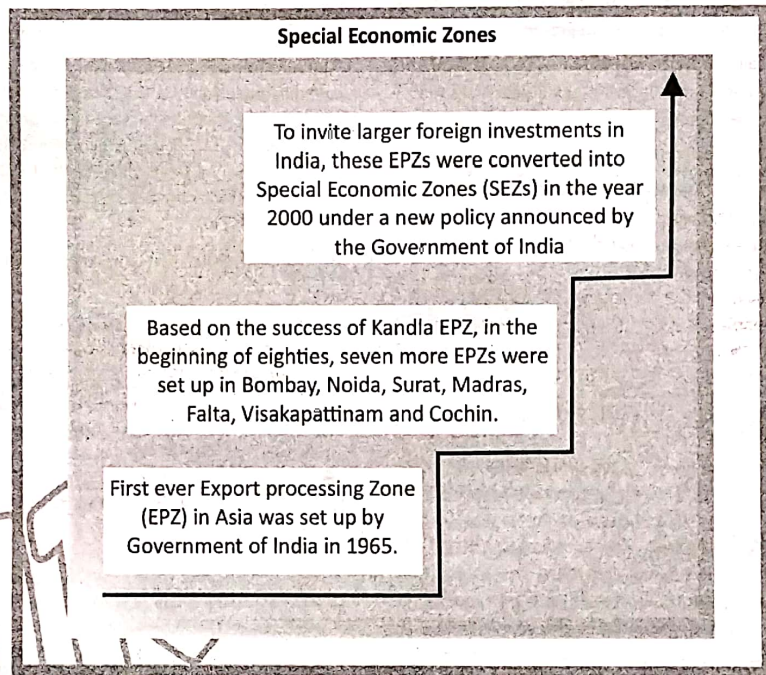 Special Economic Zones
To invite larger foreign investments in
India, these EPZs were converted into
Special Economic Zones (SEZs) in the year
2000 under a new policy announced by
the Government of India
Based on the success of Kandla EPZ, in the
beginning of eighties, seven more EPZs were
set up in Bombay, Noida, Surat, Madras,
Falta, Visakapattinam and Cochin.
First ever Export processing Zone
(EPZ) in Asia was set up by
Government of India in 1965.